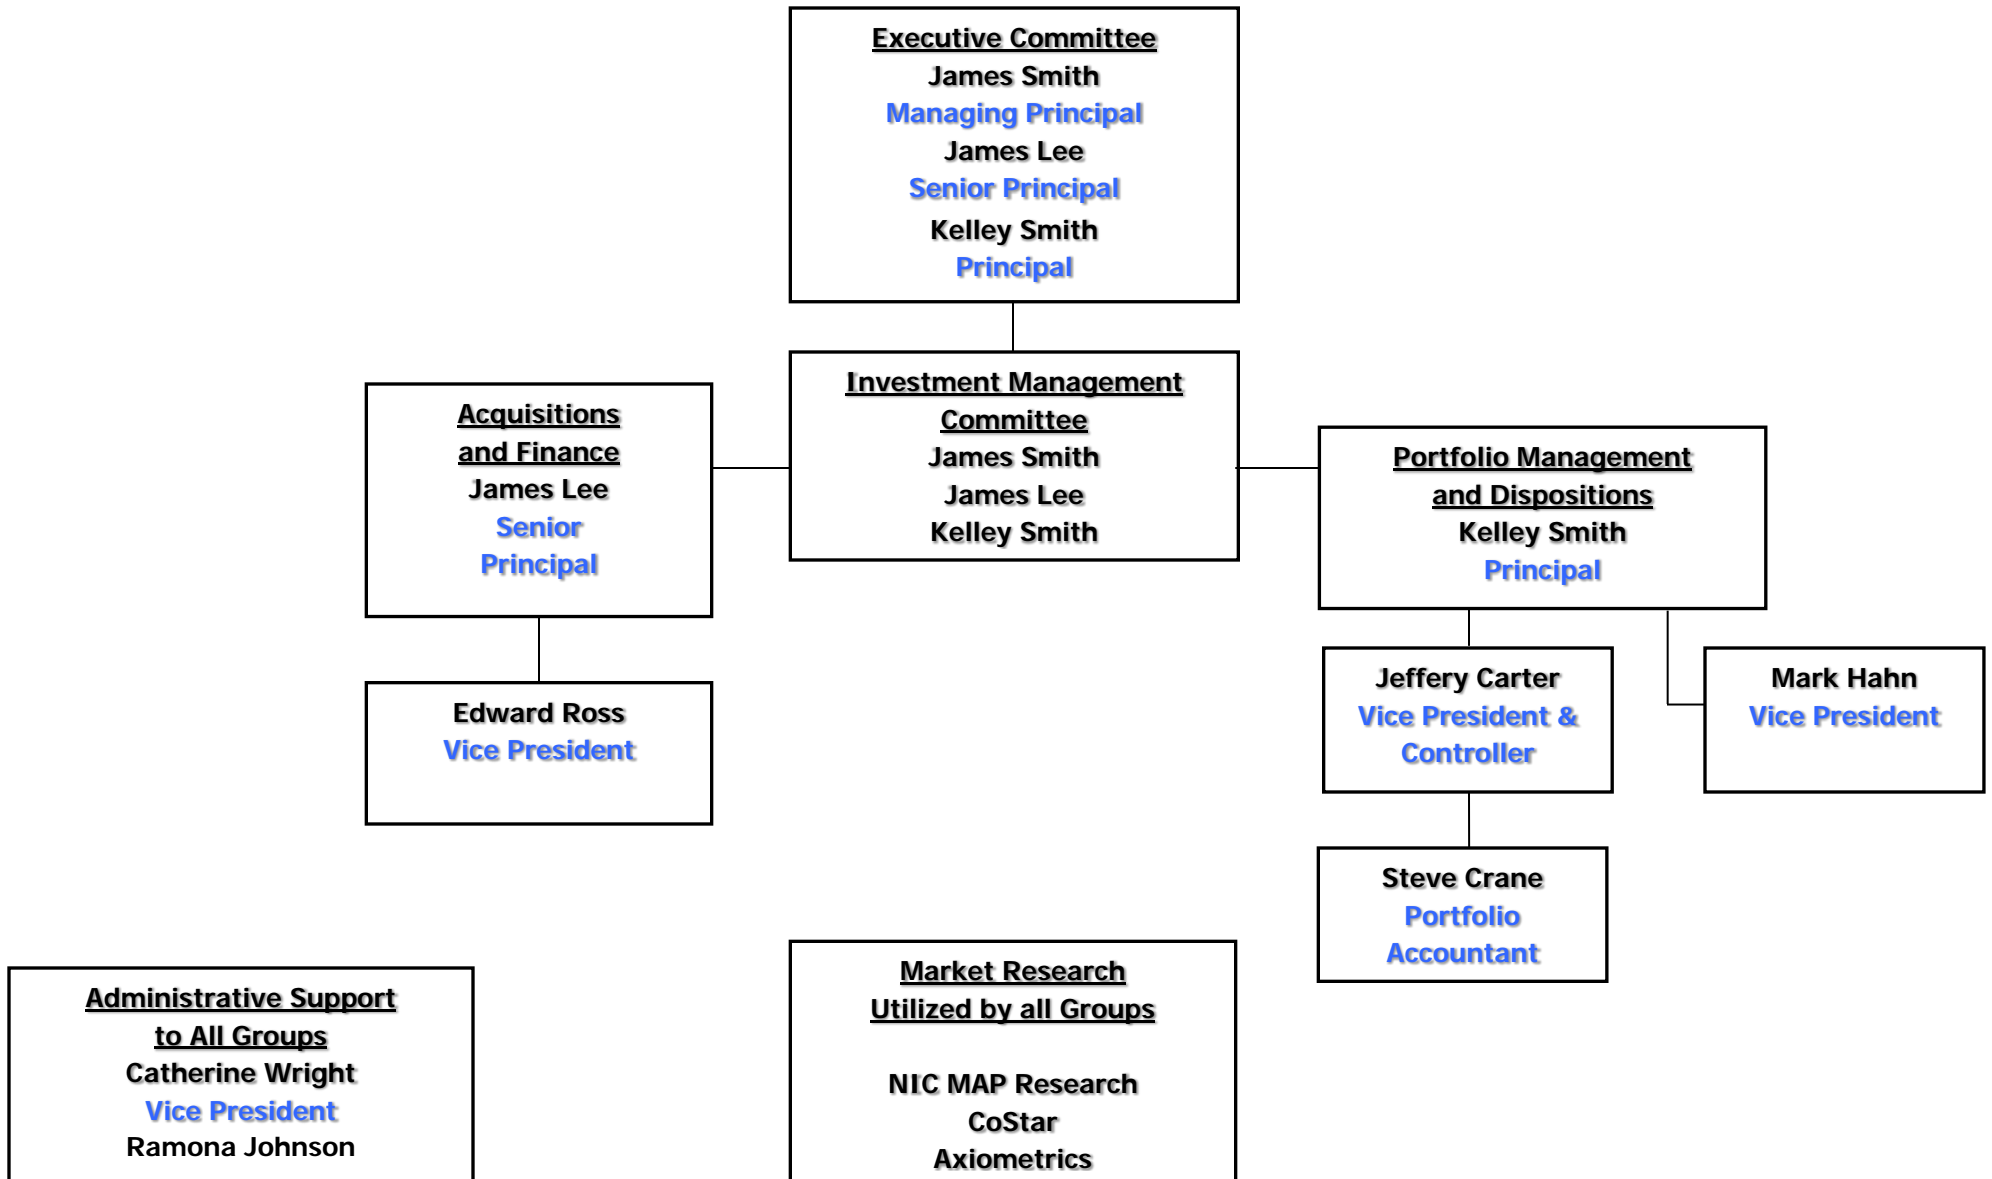 Executive Committee
James Smith
Managing Principal
James Lee
Senior Principal
Kelley Smith
Principal
Investment Management
Committee
James Smith
James Lee
Kelley Smith
Acquisitions
and Finance
James Lee
Senior
Principal
Portfolio Management
and Dispositions
Kelley Smith
Principal
Edward Ross
Vice President
Jeffery Carter
Vice President &
Controller
Mark Hahn
Vice President
Steve Crane
Portfolio
Accountant
Administrative Support
to All Groups
Catherine Wright
Vice President
Ramona Johnson
Market Research
Utilized by all Groups
NIC MAP Research
CoStar
Axiometrics